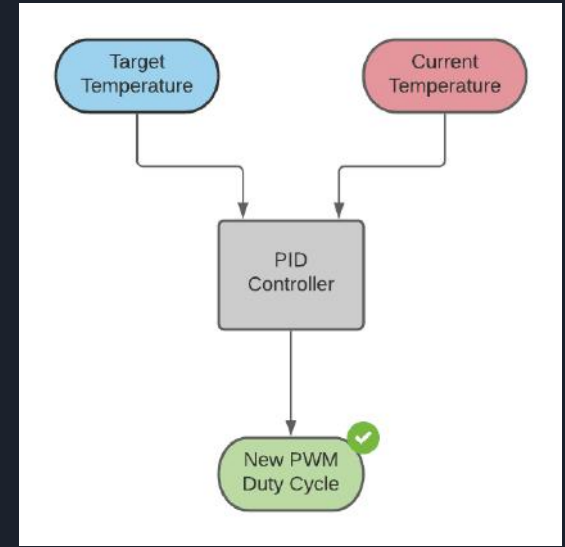 Target
Temperature
Current
Temperature
PID
Controller
New PWM
Duty Cycle